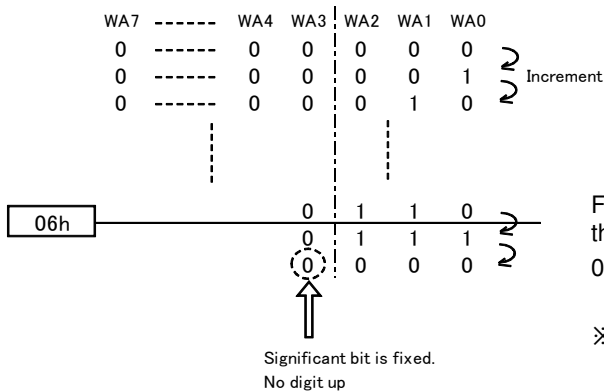 WA7 ------ WA4 WA3 WA2 WA1 WA0
0 ------ 0 0 0 0 0
0 ------ 0 0 0 0 1
0 ------ 0 0 0 1 0
Increment
06h
0 1 1 0
0 1 1 1
0 0 0 0
Significant bit is fixed.
No digit up
F
th
0
※